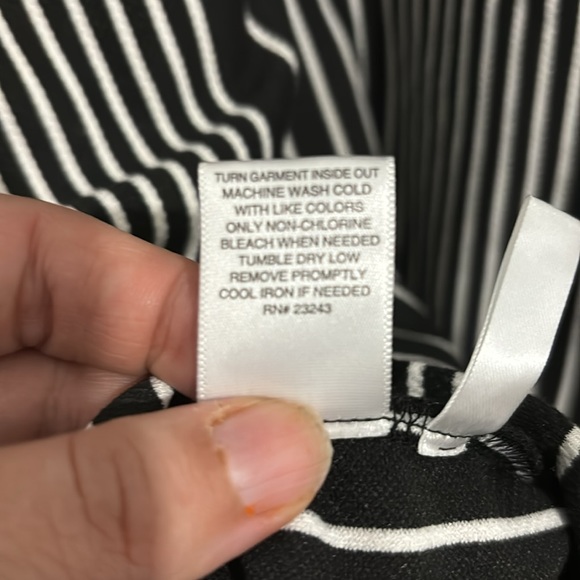 TURN GARMENT INSIDE OUT
MACHINE WASH COLD
WITH LIKE COLORS
ONLY NON-CHLORINE
BLEACH WHEN NEEDED
TUMBLE DRY LOW
REMOVE PROMPTLY
COOL IRON IF NEEDED
RN# 23243